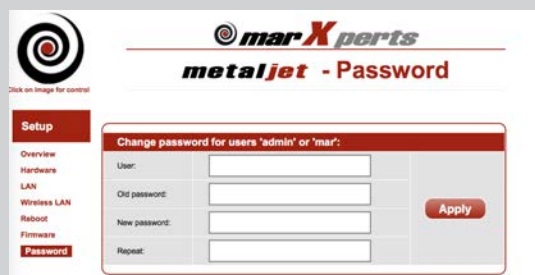 marXperts
metaljet - Password
Click on image for control
Setup
Overview
Hardware
LAN
Wireless LAN
Reboot
Firmware
Password
Change password for users 'admin' or 'mar':
User:
Old password:
New password:
Repeat:
Apply